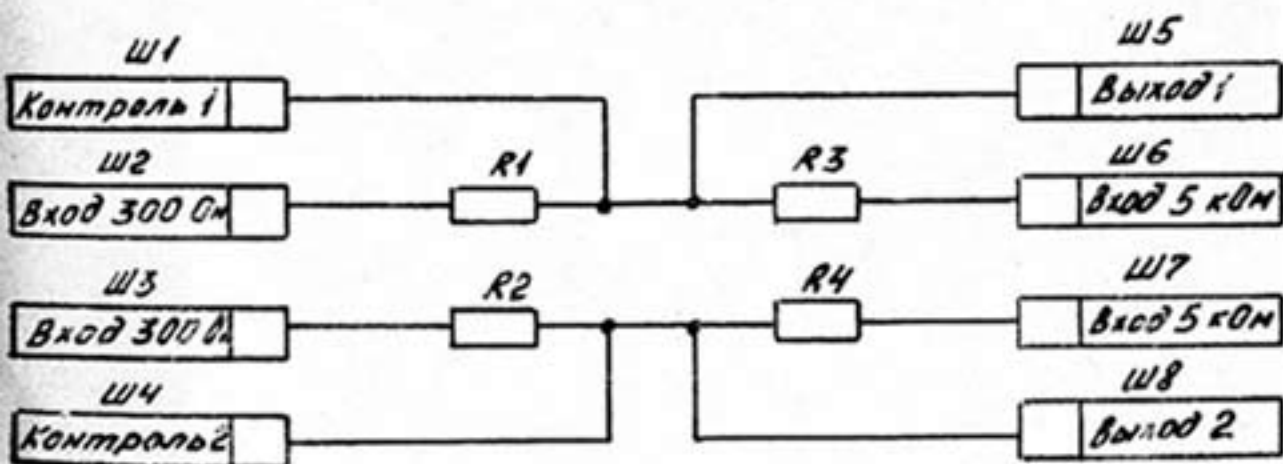 Ш1
Контроль 1
Ш2
Вход 300 Ом
R1
Ш3
Вход 300 Ом
R2
Ш4
Контроль 2
Ш5
Выход 1
R3
Ш6
Вход 5 кОм
R4
Ш7
Вход 5 кОм
Ш8
Выход 2